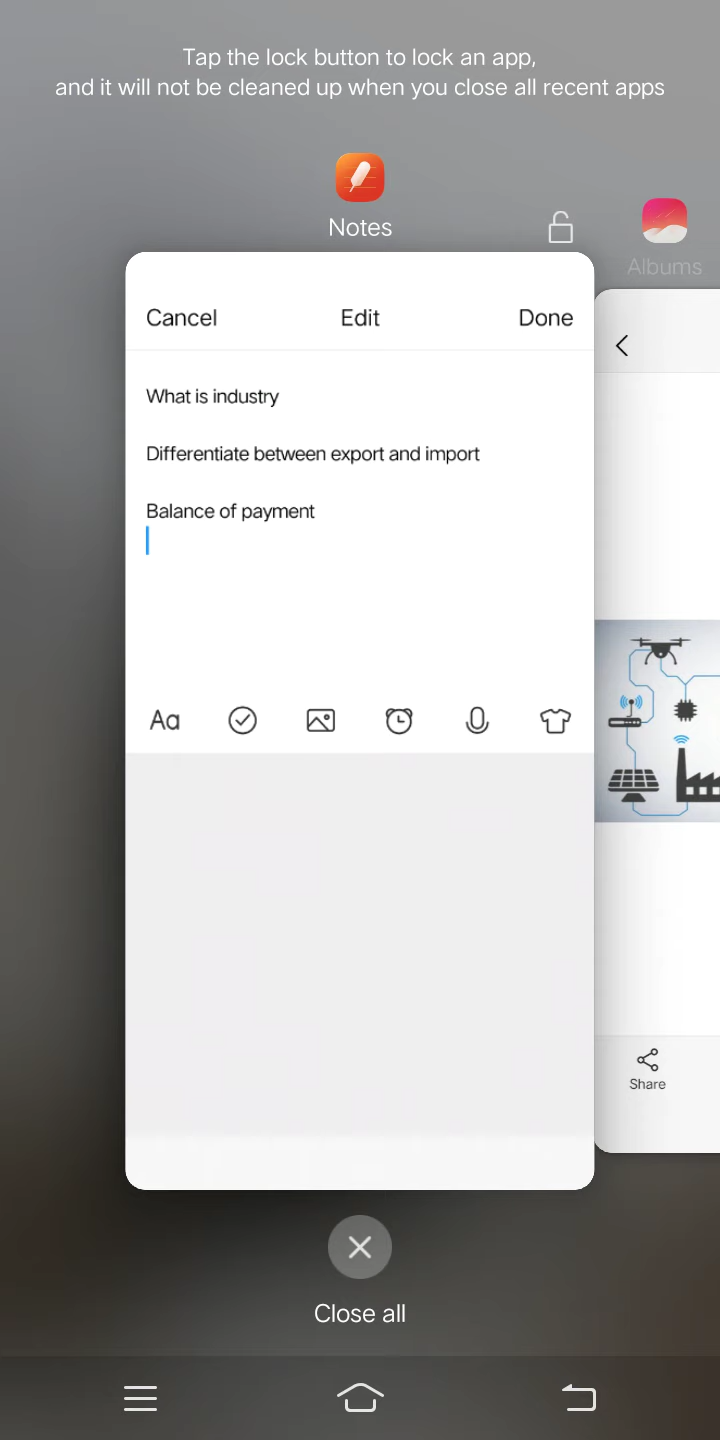 Tap the lock button to lock an app,
and it will not be cleaned up when you close all recent apps
Notes
Albums
Cancel Edit Done
What is industry
Differentiate between export and import
Balance of payment
Aa
Share
Close all